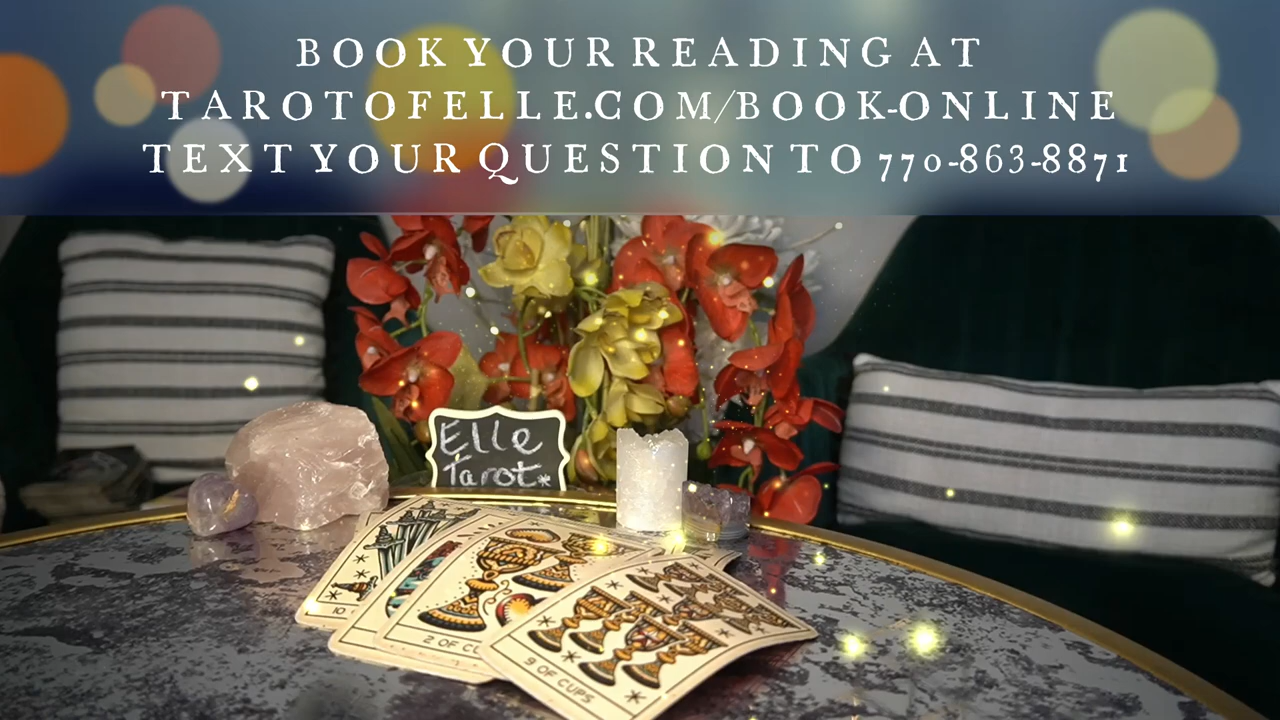 BOOK YOUR READING AT
TAROTOFELLE.COM/BOOK-ONLINE
TEXT YOUR QUESTION TO 770-863-8871
Elle
Tarot*
10
2 OF CU
9 OF CUPS